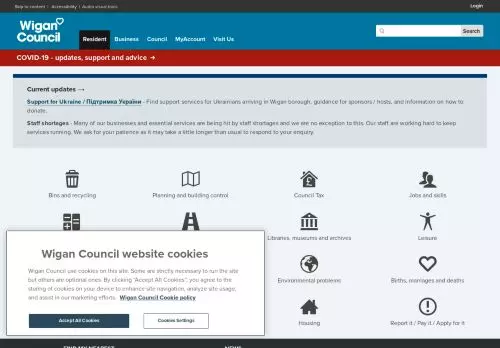 Skip to content | Accessibility | Audio visual tools
Login
Wigan
Council
Resident
Business
Council
MyAccount
Visit Us
Search
COVID-19 - updates, support and advice →
Current updates →
Support for Ukraine / Підтримка України - Find support services for Ukrainians arriving in Wigan borough, guidance for sponsors / hosts, and information on how to
donate.
Staff shortages - Many of our businesses and essential services are being hit by staff shortages and we are no exception to this. Our staff are working hard to keep
services running. We ask for your patience as it may take a little longer than usual to respond to your enquiry.
Bins and recycling
Planning and building control
Council Tax
Jobs and skills
Libraries, museums and archives
Leisure
Wigan Council website cookies
Wigan Council use cookies on this site. Some are strictly necessary to run the site
but others are optional ones. By clicking "Accept All Cookies", you agree to the
storing of cookies on your device to enhance site navigation, analyze site usage,
and assist in our marketing efforts. Wigan Council Cookie policy
Accept All Cookies
Cookies Settings
Environmental problems
Births, marriages and deaths
Housing
Report it / Pay it / Apply for it